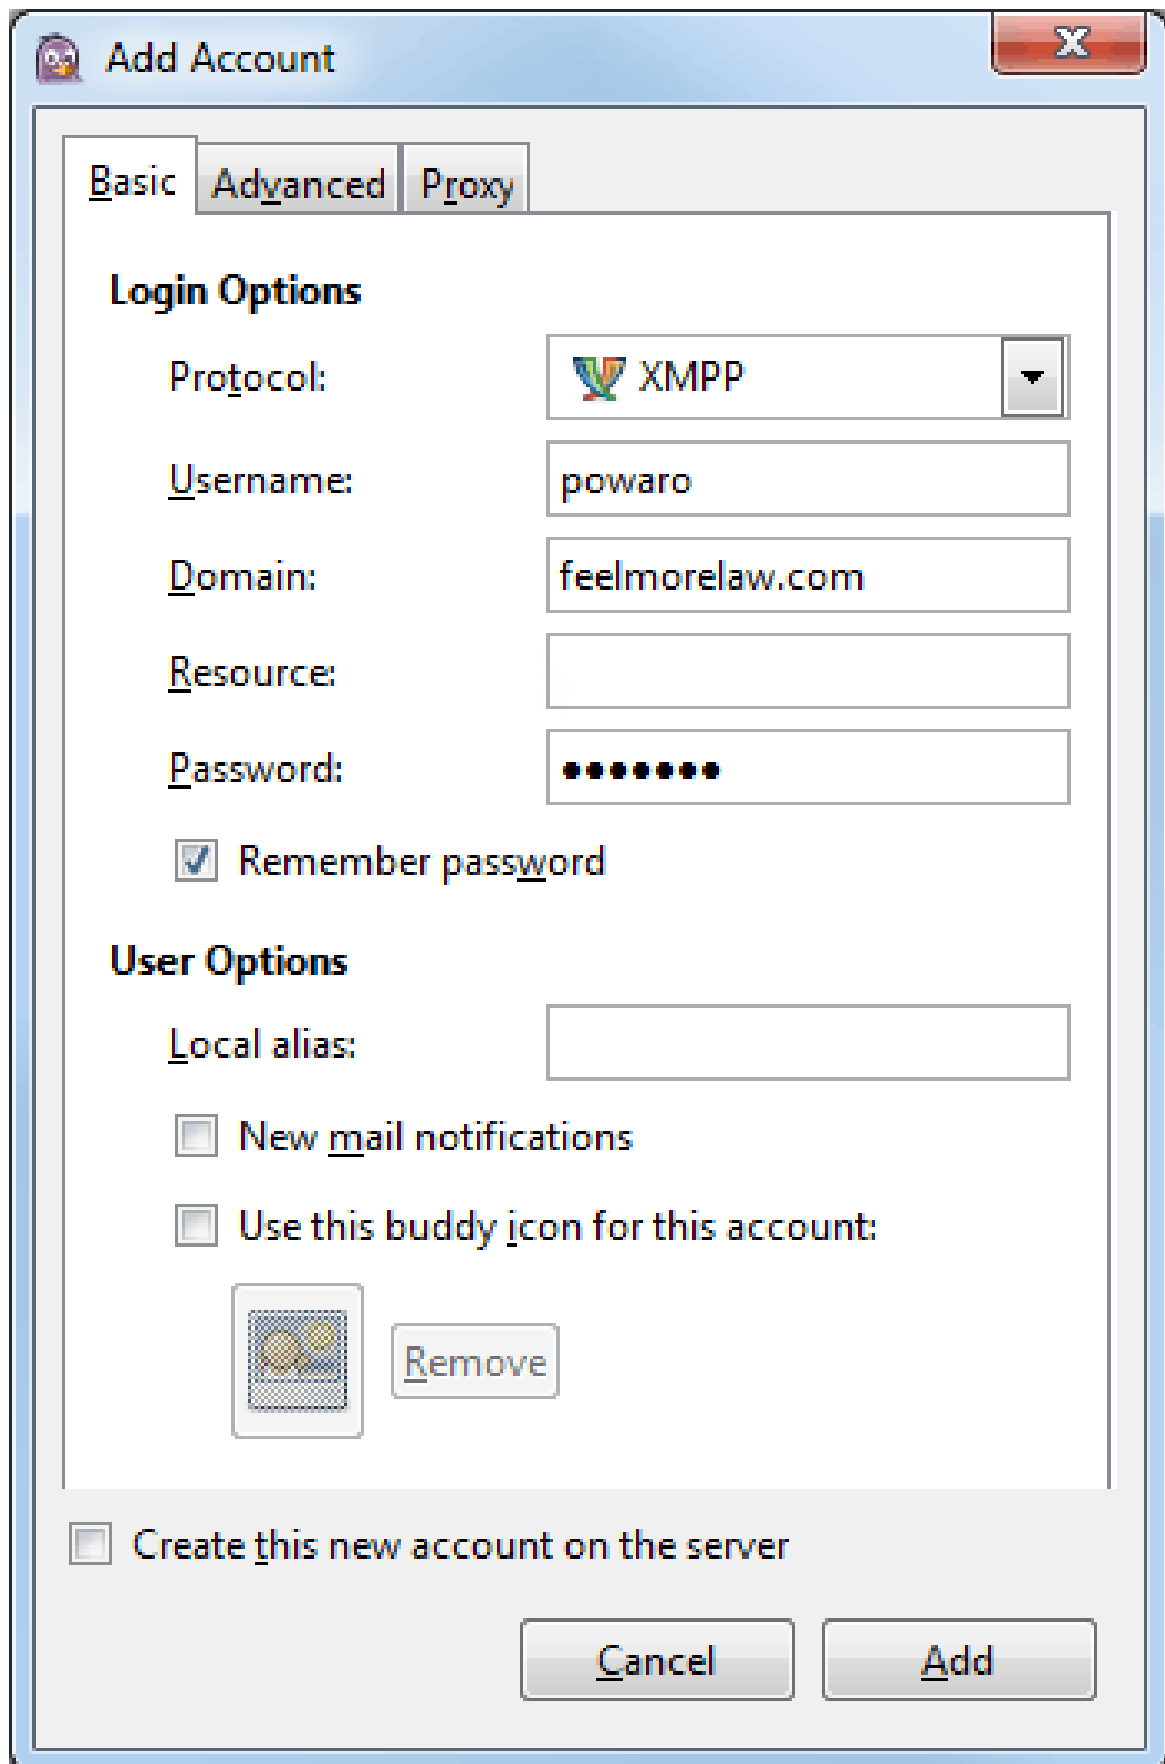 Add Account
Basic Advanced Proxy
Login Options
Protocol: XMPP
Username: powaro
Domain: feelmorelaw.com
Resource:
Password: •••••••
Remember password
User Options
Local alias:
New mail notifications
Use this buddy icon for this account:
Remove
Create this new account on the server
Cancel Add